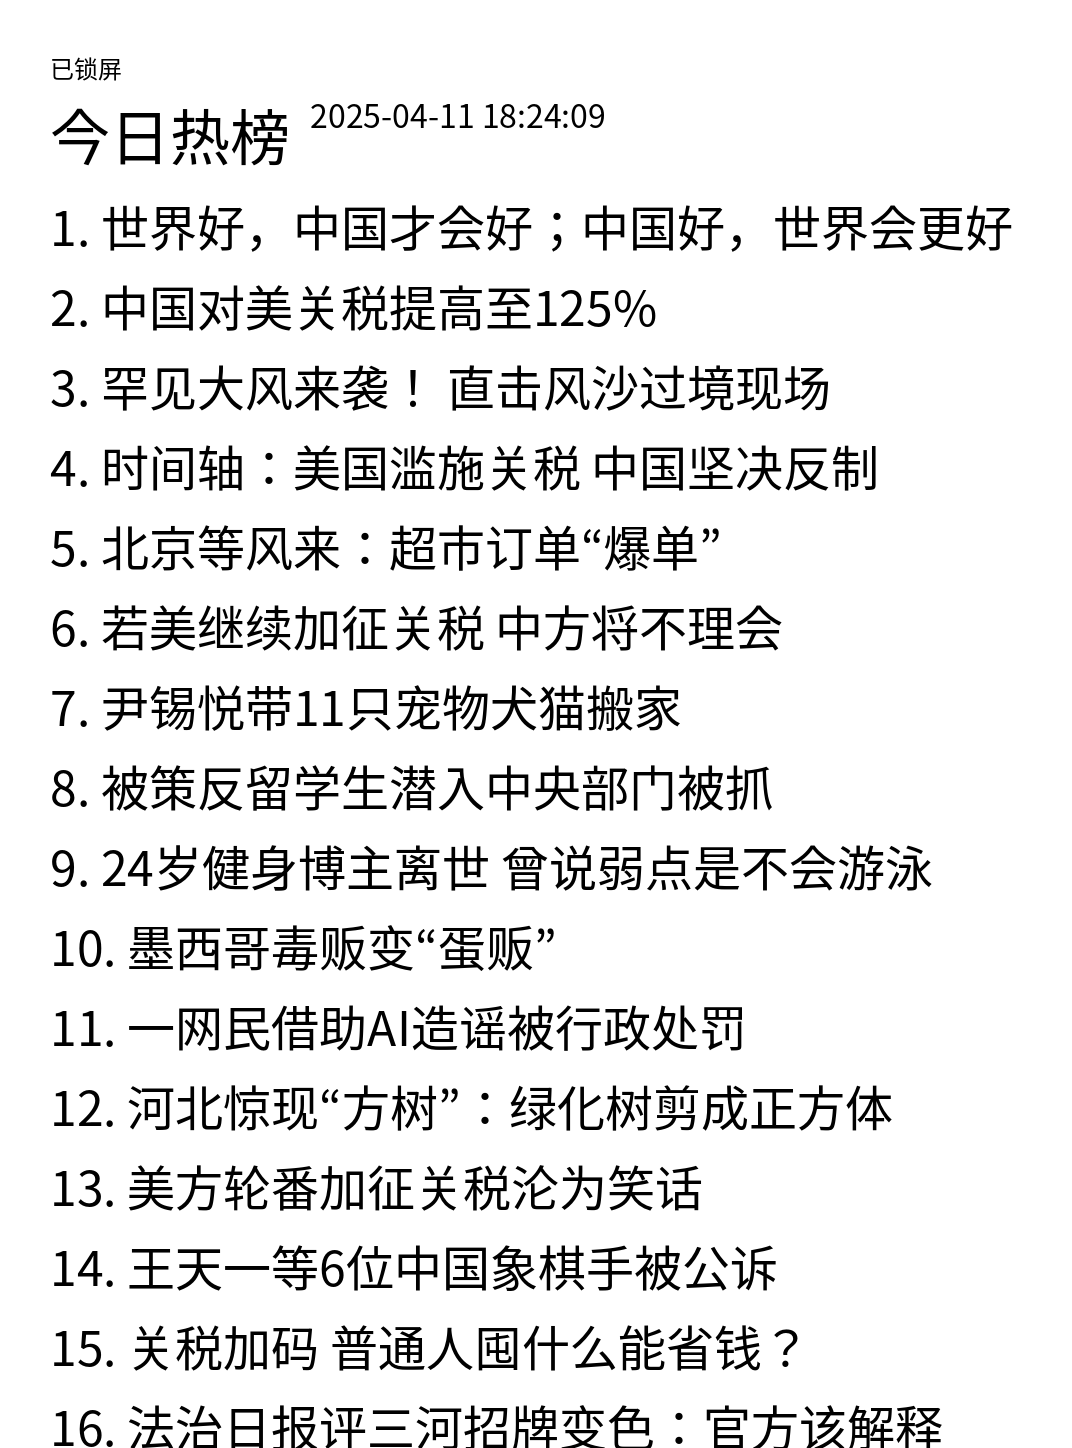 已锁屏
今日热榜 2025-04-11 18:24:09
1. 世界好，中国才会好；中国好，世界会更好
2. 中国对美关税提高至125%
3. 罕见大风来袭！ 直击风沙过境现场
4. 时间轴：美国滥施关税 中国坚决反制
5. 北京等风来：超市订单“爆单”
6. 若美继续加征关税 中方将不理会
7. 尹锡悦带11只宠物犬猫搬家
8. 被策反留学生潜入中央部门被抓
9. 24岁健身博主离世 曾说弱点是不会游泳
10. 墨西哥毒贩变“蛋贩”
11. 一网民借助AI造谣被行政处罚
12. 河北惊现“方树”：绿化树剪成正方体
13. 美方轮番加征关税沦为笑话
14. 王天一等6位中国象棋手被公诉
15. 关税加码 普通人囤什么能省钱？
16. 法治日报评三河招牌变色：官方该解释